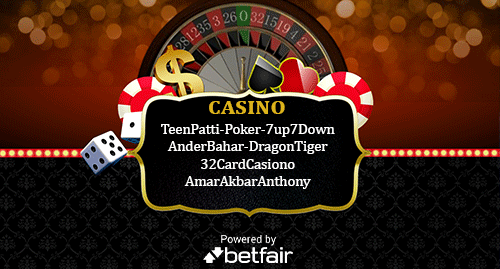 CASINO
TeenPatti-Poker-7up7Down
AnderBahar-DragonTiger
32CardCasiono
AmarAkbarAnthony
Powered by
betfair